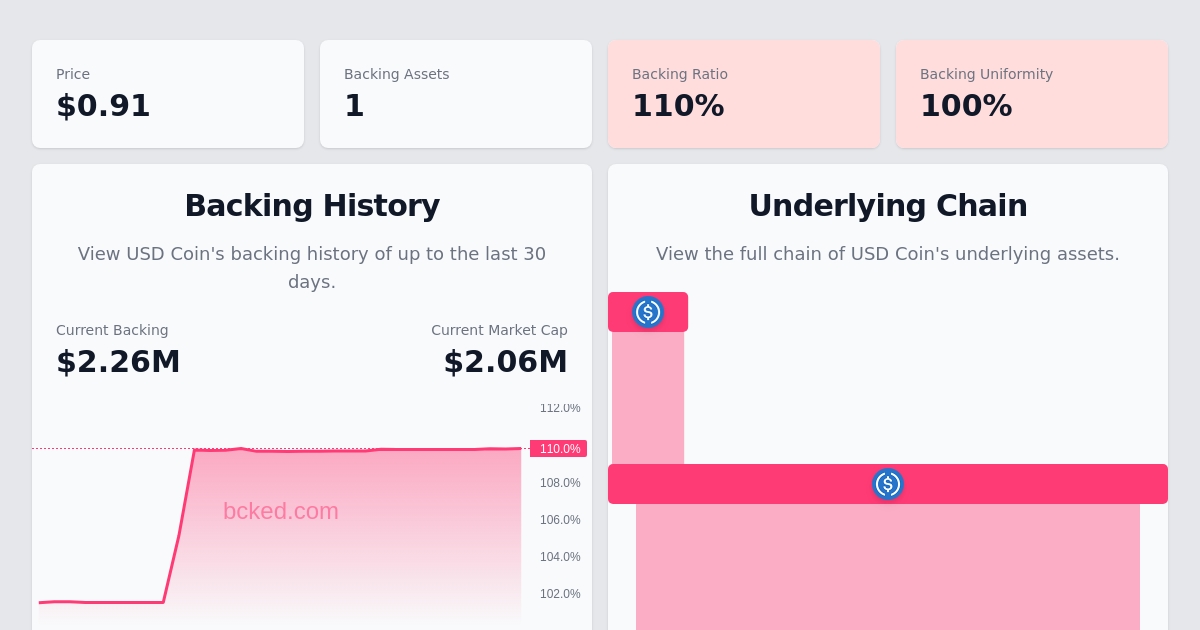 Price
$0.91
Backing Assets
1
Backing Ratio
110%
Backing Uniformity
100%
Backing History
View USD Coin's backing history of up to the last 30
days.
Current Backing
$2.26M
Current Market Cap
$2.06M
112.0%
110.0%
108.0%
106.0%
104.0%
102.0%
bcked.com
Underlying Chain
View the full chain of USD Coin's underlying assets.
$
$